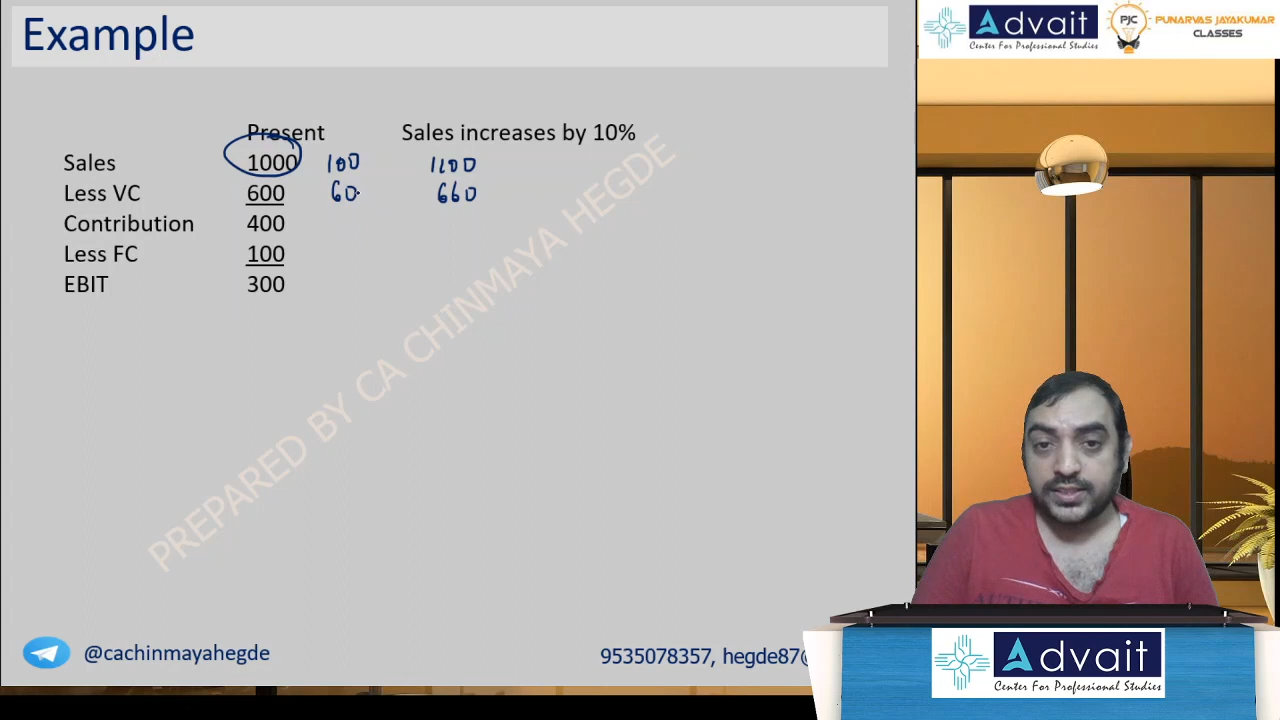 Example
Advait
Center For Professional Studies
PJC
PUNARVAS JAYAKUMAR
CLASSES
Present Sales increases by 10%
Sales 1000 100 1100
Less VC 600 60 660
Contribution 400
Less FC 100
EBIT 300
PREPARED BY CA CHINMAYA HEGDE
@cachinmayahegde
9535078357, hegde87@
Advait
Center For Professional Studies